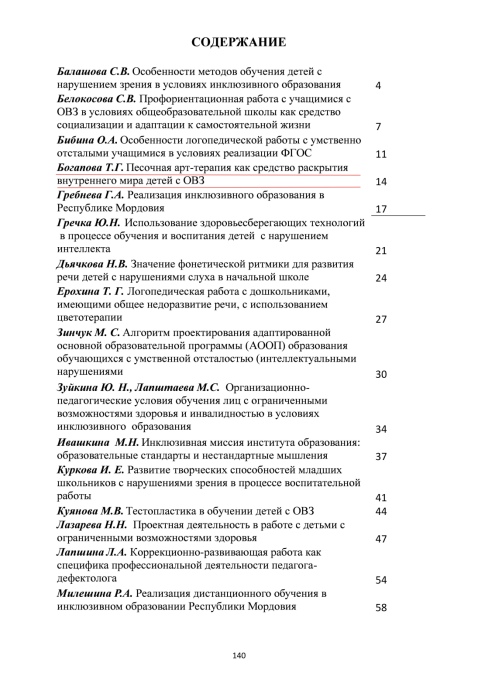 СОДЕРЖАНИЕ
Балашова С.В. Особенности методов обучения детей с
нарушением зрения в условиях инклюзивного образования 4
Белокосова С.В. Профориентационная работа с учащимися с
ОВЗ в условиях общеобразовательной школы как средство
социализации и адаптации к самостоятельной жизни 7
Бибина О.А. Особенности логопедической работы с умственно
отсталыми учащимися в условиях реализации ФГОС 11
Богапова Т.Г. Песочная арт-терапия как средство раскрытия
внутреннего мира детей с ОВЗ 14
Гребнева Г.А. Реализация инклюзивного образования в
Республике Мордовия 17
Гречка Ю.Н. Использование здоровьесберегающих технологий
в процессе обучения и воспитания детей с нарушением
интеллекта 21
Дьячкова Н.В. Значение фонетической ритмики для развития
речи детей с нарушениями слуха в начальной школе 24
Ерохина Т. Г. Логопедическая работа с дошкольниками,
имеющими общее недоразвитие речи, с использованием
цветотерапии 27
Зинчук М. С. Алгоритм проектирования адаптированной
основной образовательной программы (АООП) образования
обучающихся с умственной отсталостью (интеллектуальными
нарушениями 30
Зуйкина Ю. Н., Лапштаева М.С. Организационно-
педагогические условия обучения лиц с ограниченными
возможностями здоровья и инвалидностью в условиях
инклюзивного образования 34
Ивашкина М.Н. Инклюзивная миссия института образования:
образовательные стандарты и нестандартные мышления 37
Куркова И. Е. Развитие творческих способностей младших
школьников с нарушениями зрения в процессе воспитательной
работы 41
Куянова М.В. Тестопластика в обучении детей с ОВЗ 44
Лазарева Н.Н. Проектная деятельность в работе с детьми с
ограниченными возможностями здоровья 47
Лапшина Л.А. Коррекционно-развивающая работа как
специфика профессиональной деятельности педагога-
дефектолога 54
Милешина Р.А. Реализация дистанционного обучения в
инклюзивном образовании Республики Мордовия 58
140